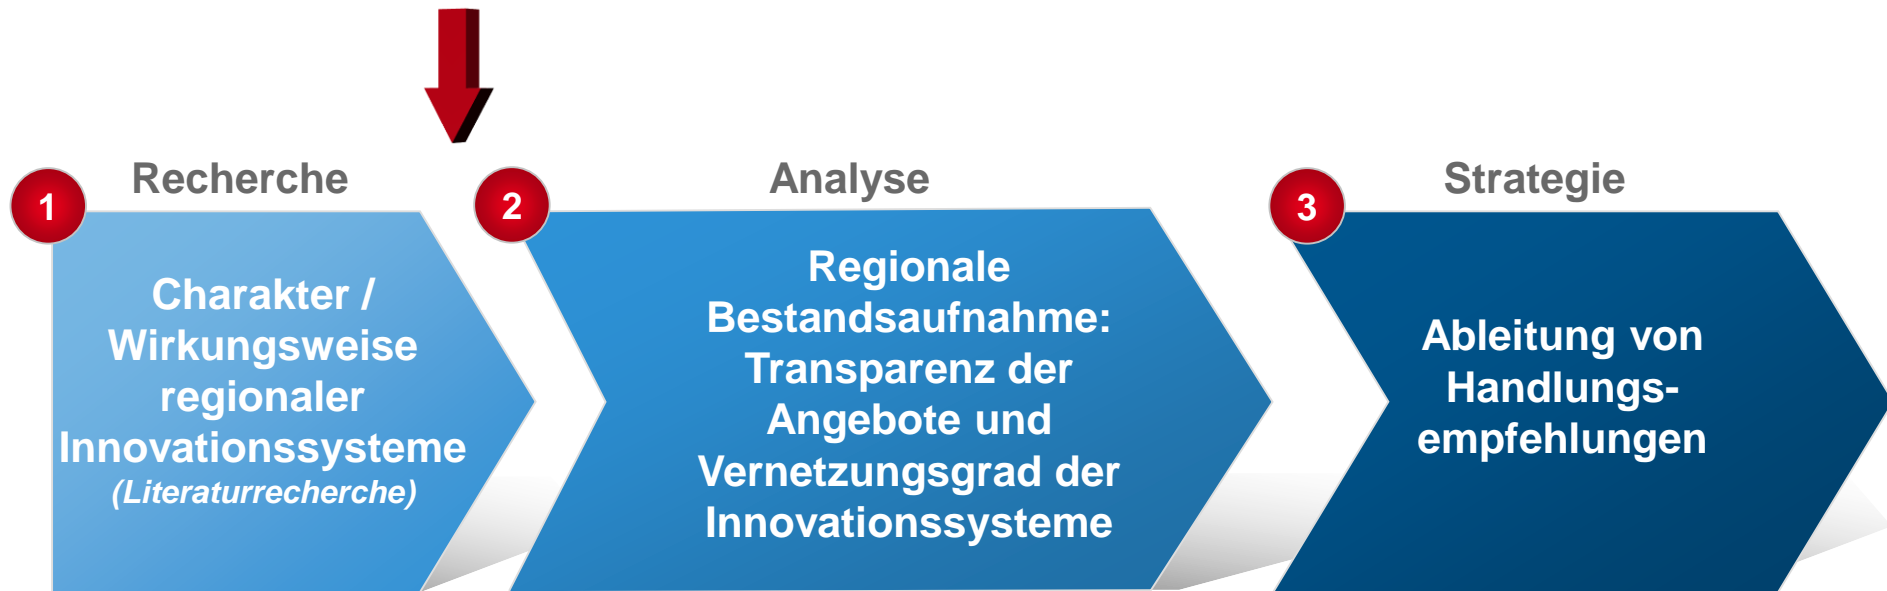 1
Recherche
Charakter /
Wirkungsweise
regionaler
Innovationssysteme
(Literaturrecherche)
2
Analyse
Regionale
Bestandsaufnahme:
Transparenz der
Angebote und
Vernetzungsgrad der
Innovationssysteme
3
Strategie
Ableitung von
Handlungs-
empfehlungen